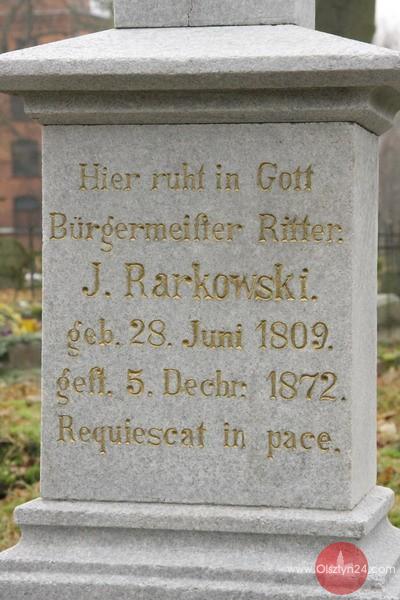 Hier ruht in Gott
Bürgermeiſter Ritter:
J. Rarkowski.
geb. 28. Juni 1809.
geſt. 5. Decbr: 1872.
Requiescat in pace.
www.Olsztyn24.com